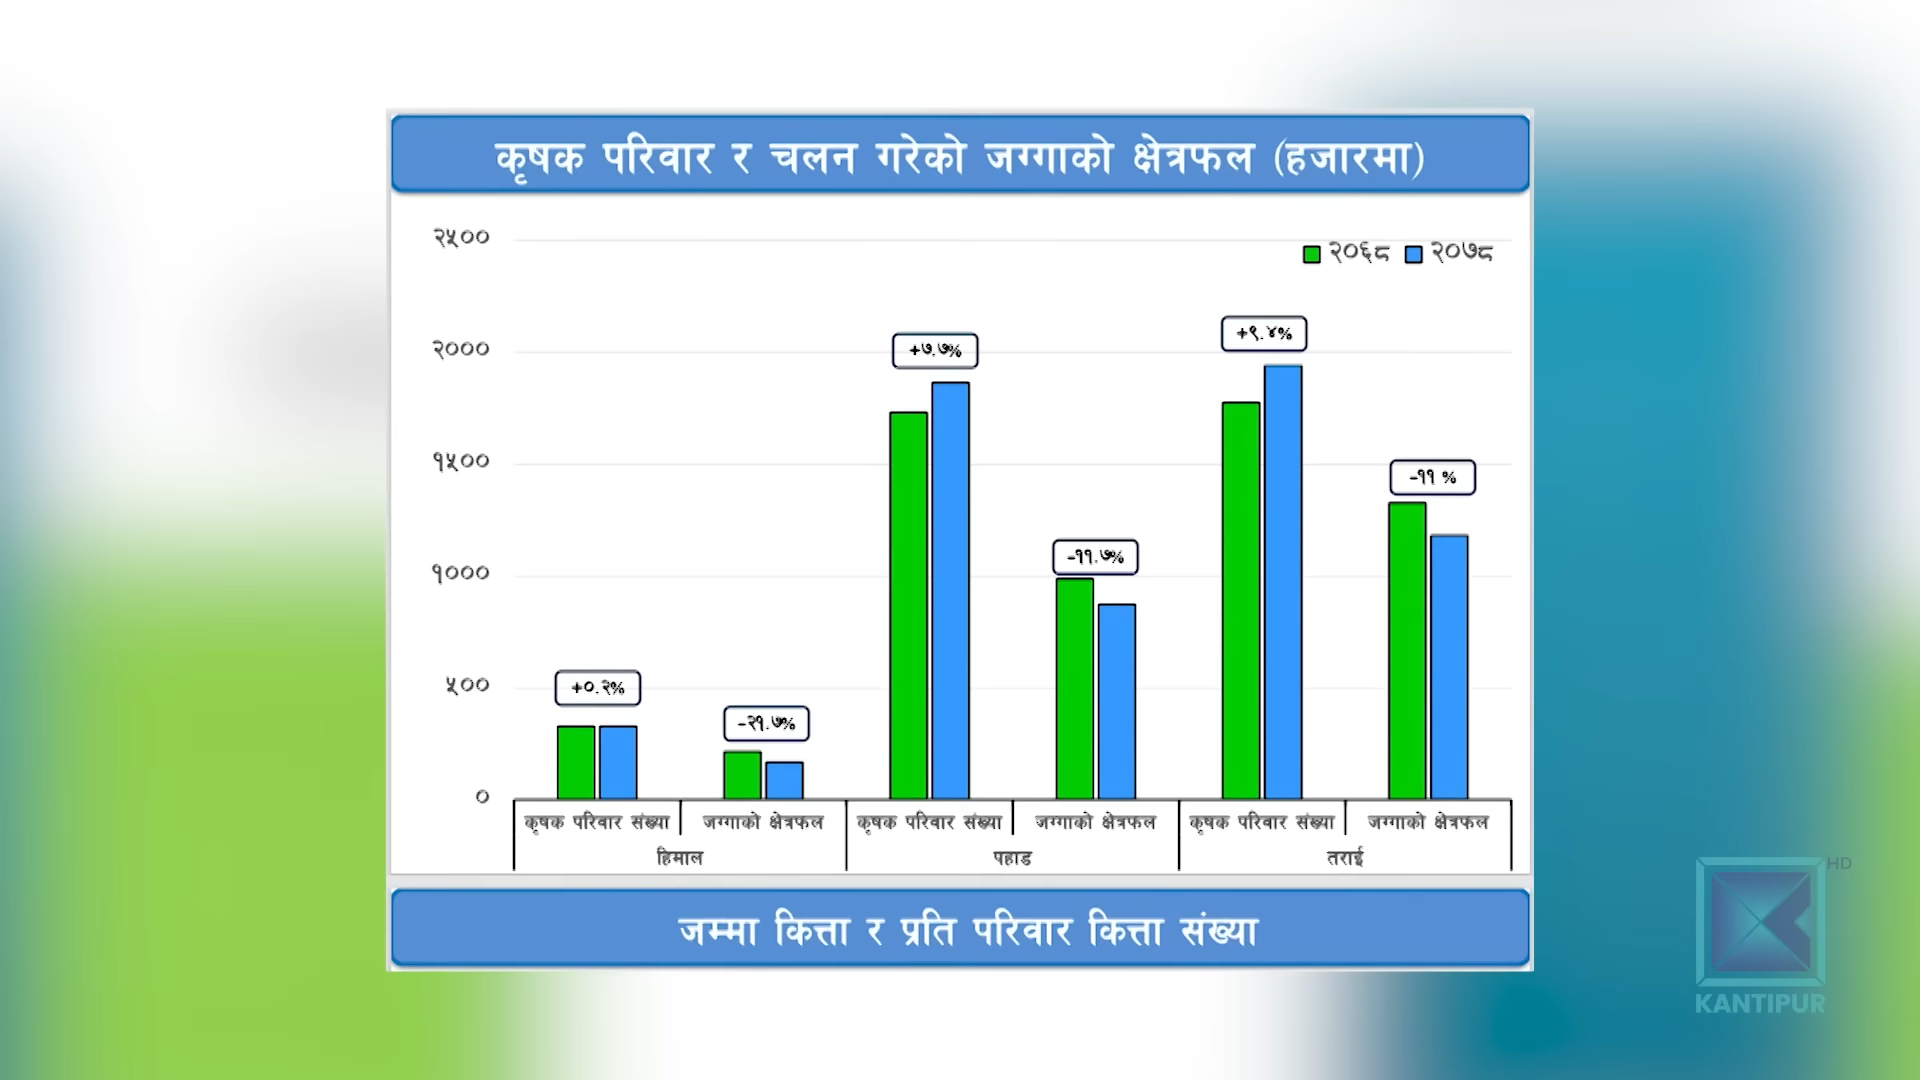 कृषक परिवार र चलन गरेको जग्गाको क्षेत्रफल (हजारमा)
२५००
२०६८ २०७८
+९.४%
२०००
+७.७%
१५००
-११ %
-११.७%
१०००
५००
+०.२%
-२१.७%
०
कृषक परिवार संख्या जग्गाको क्षेत्रफल कृषक परिवार संख्या जग्गाको क्षेत्रफल कृषक परिवार संख्या जग्गाको क्षेत्रफल
हिमाल पहाड तराई
जम्मा कित्ता र प्रति परिवार कित्ता संख्या
HD
KANTIPUR